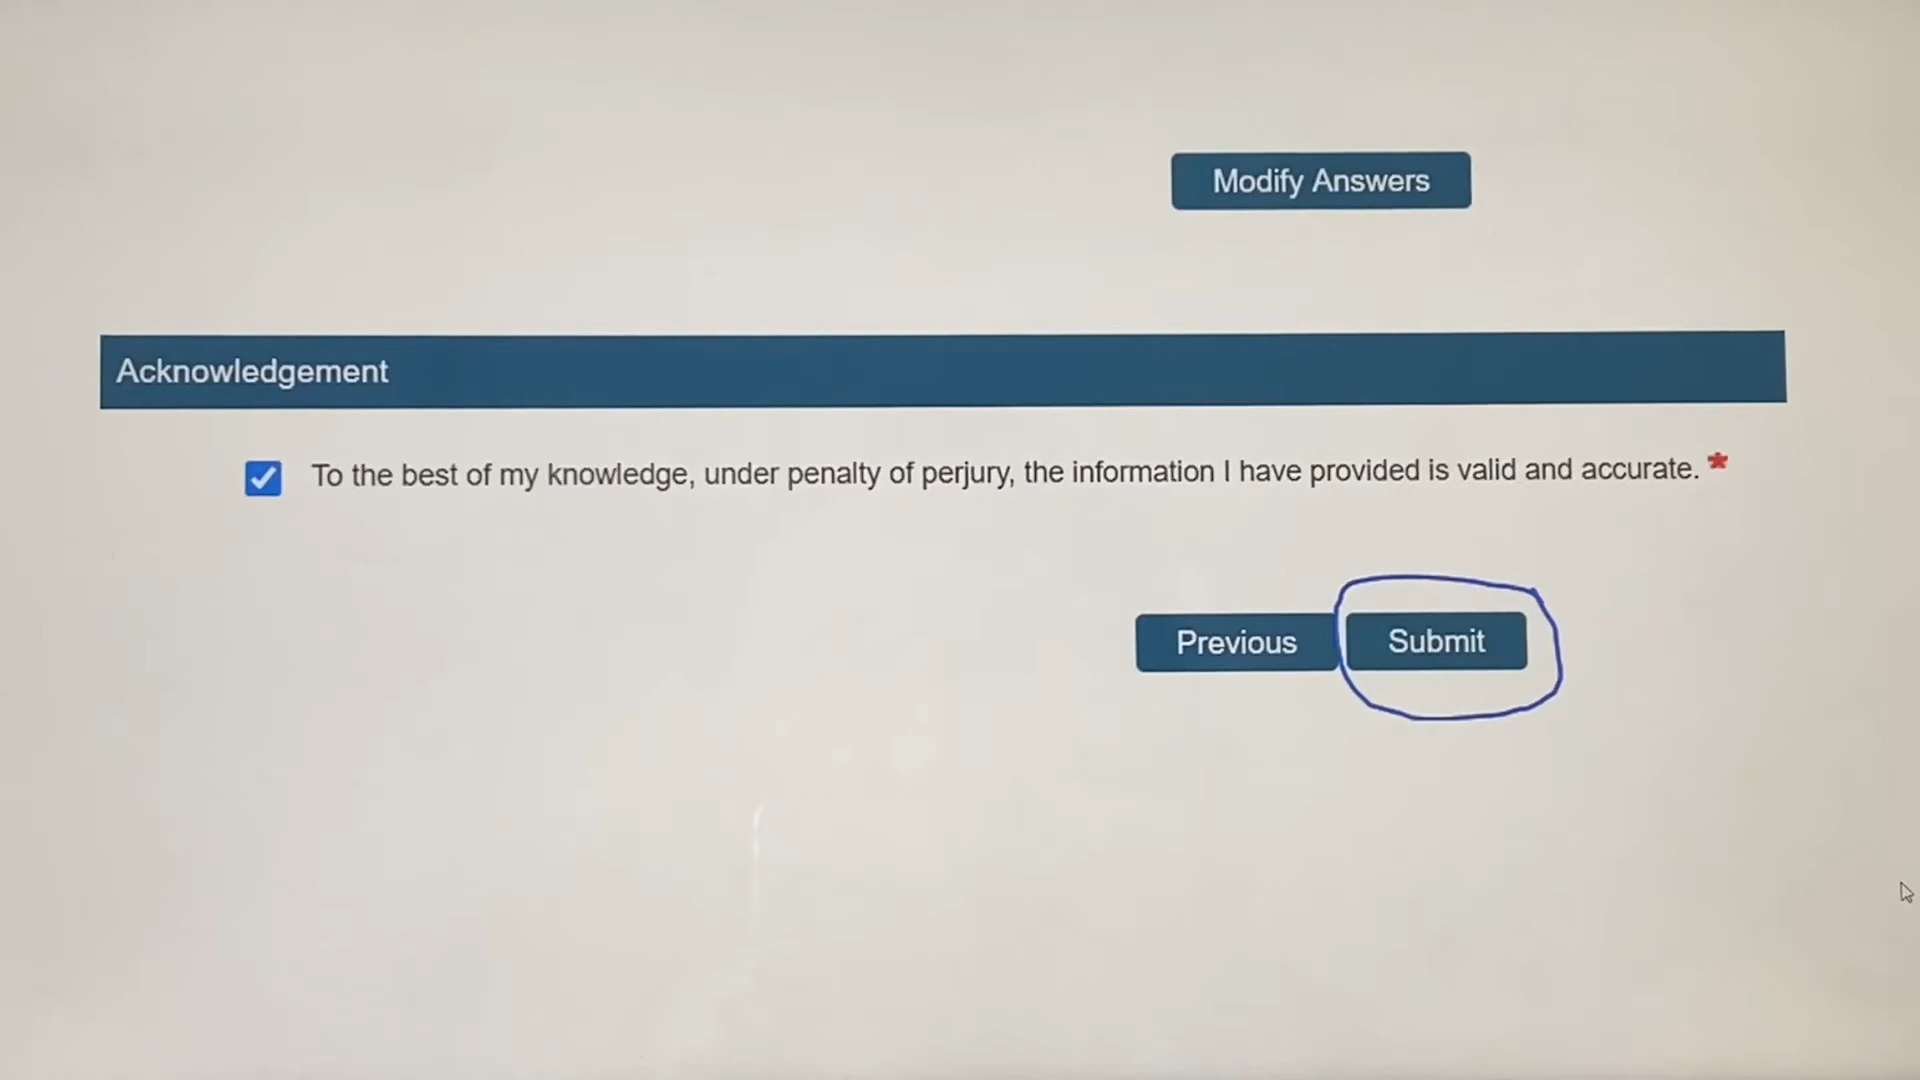 Modify Answers
Acknowledgement
To the best of my knowledge, under penalty of perjury, the information I have provided is valid and accurate. *
Previous Submit